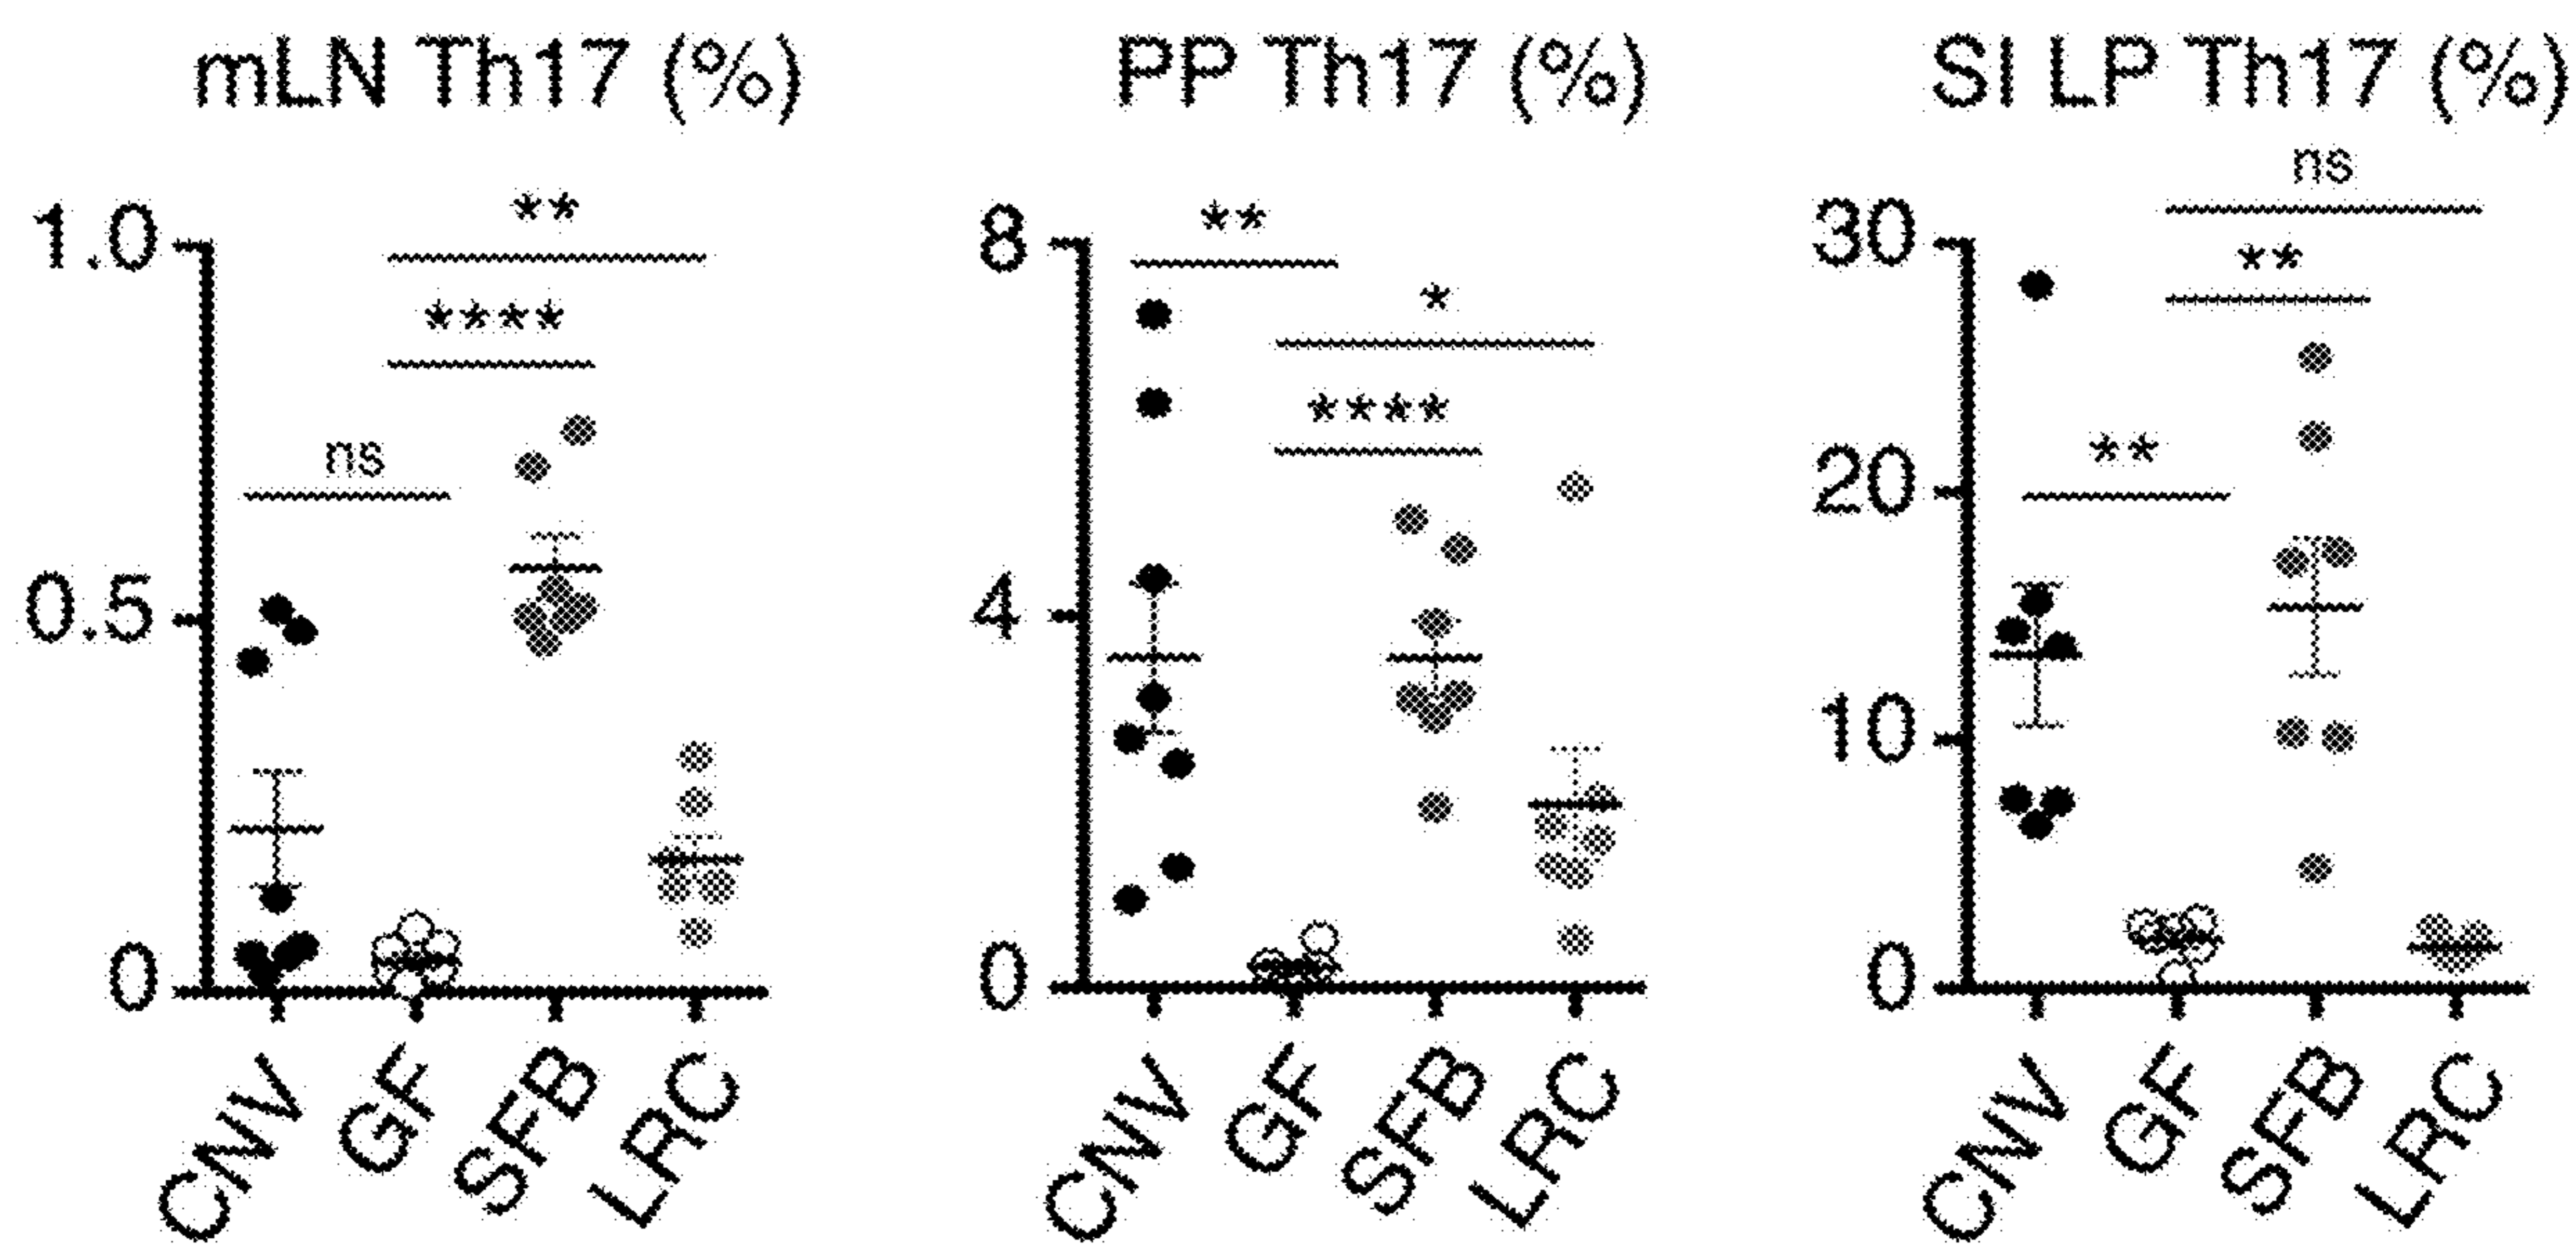 mLN Th17 (%)
1.0
0.5
0
**
****
ns
CNV
GF
SFB
LRC
PP Th17 (%)
8
4
0
**
*
****
CNV
GF
SFB
LRC
SI LP Th17 (%)
30
20
10
0
ns
**
**
CNV
GF
SFB
LRC